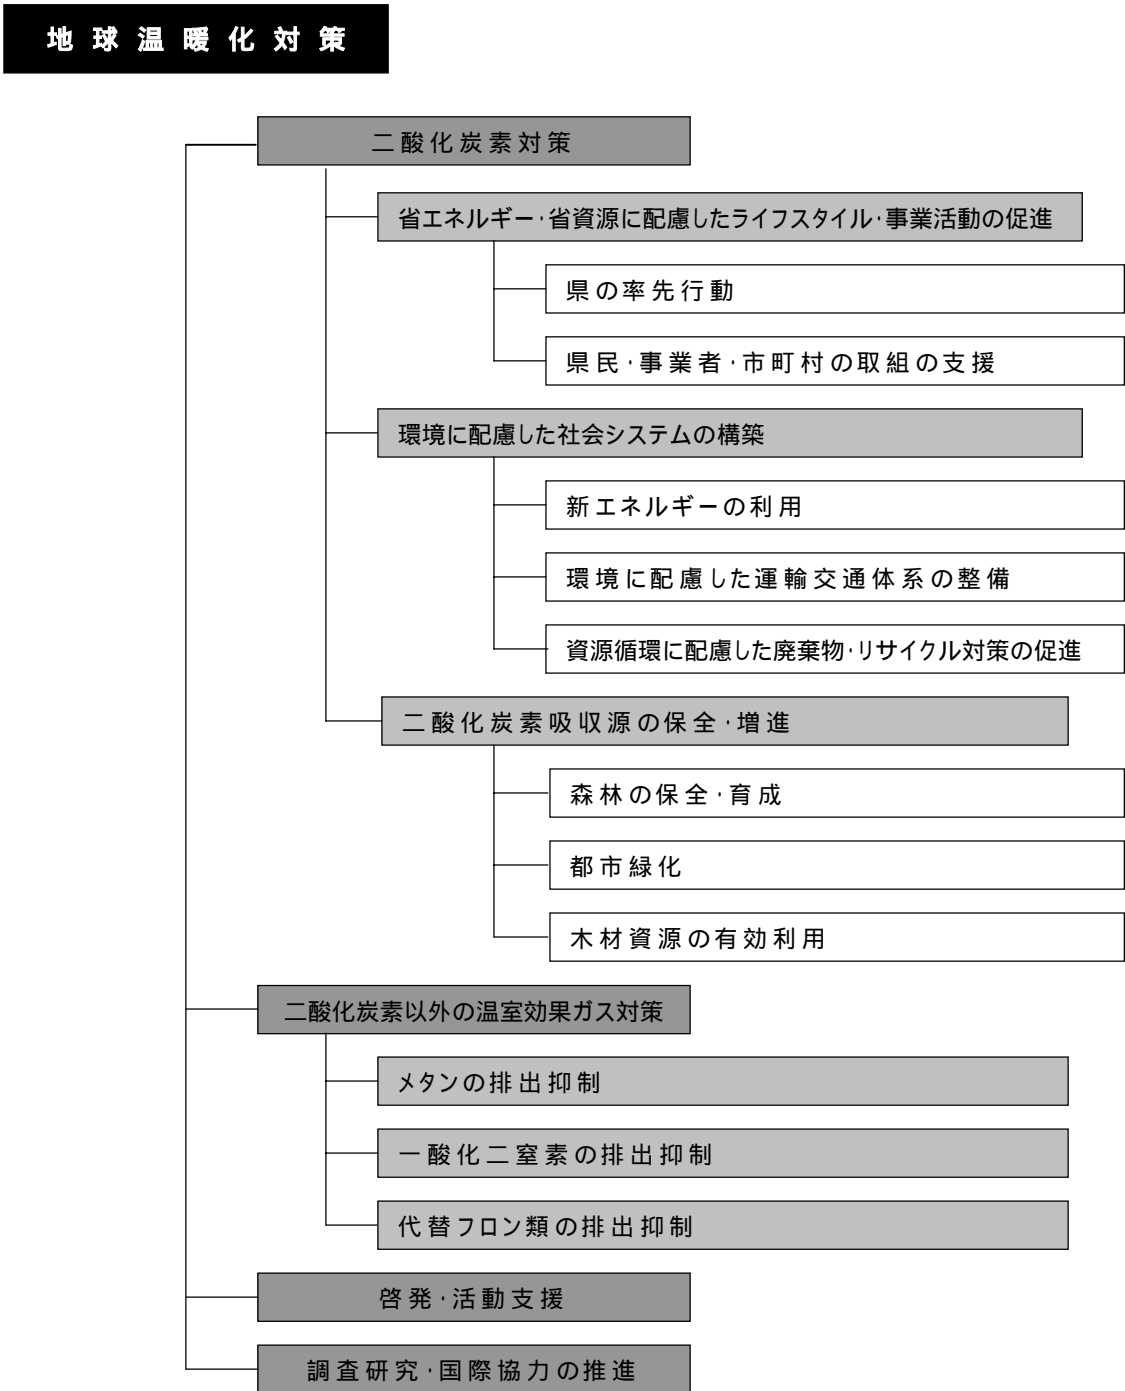 地球温暖化対策
二酸化炭素対策
省エネルギー・省資源に配慮したライフスタイル・事業活動の促進
県の率先行動
県民・事業者・市町村の取組の支援
環境に配慮した社会システムの構築
新エネルギーの利用
環境に配慮した運輸交通体系の整備
資源循環に配慮した廃棄物・リサイクル対策の促進
二酸化炭素吸収源の保全・増進
森林の保全・育成
都市緑化
木材資源の有効利用
二酸化炭素以外の温室効果ガス対策
メタンの排出抑制
一酸化二窒素の排出抑制
代替フロン類の排出抑制
啓発・活動支援
調査研究・国際協力の推進